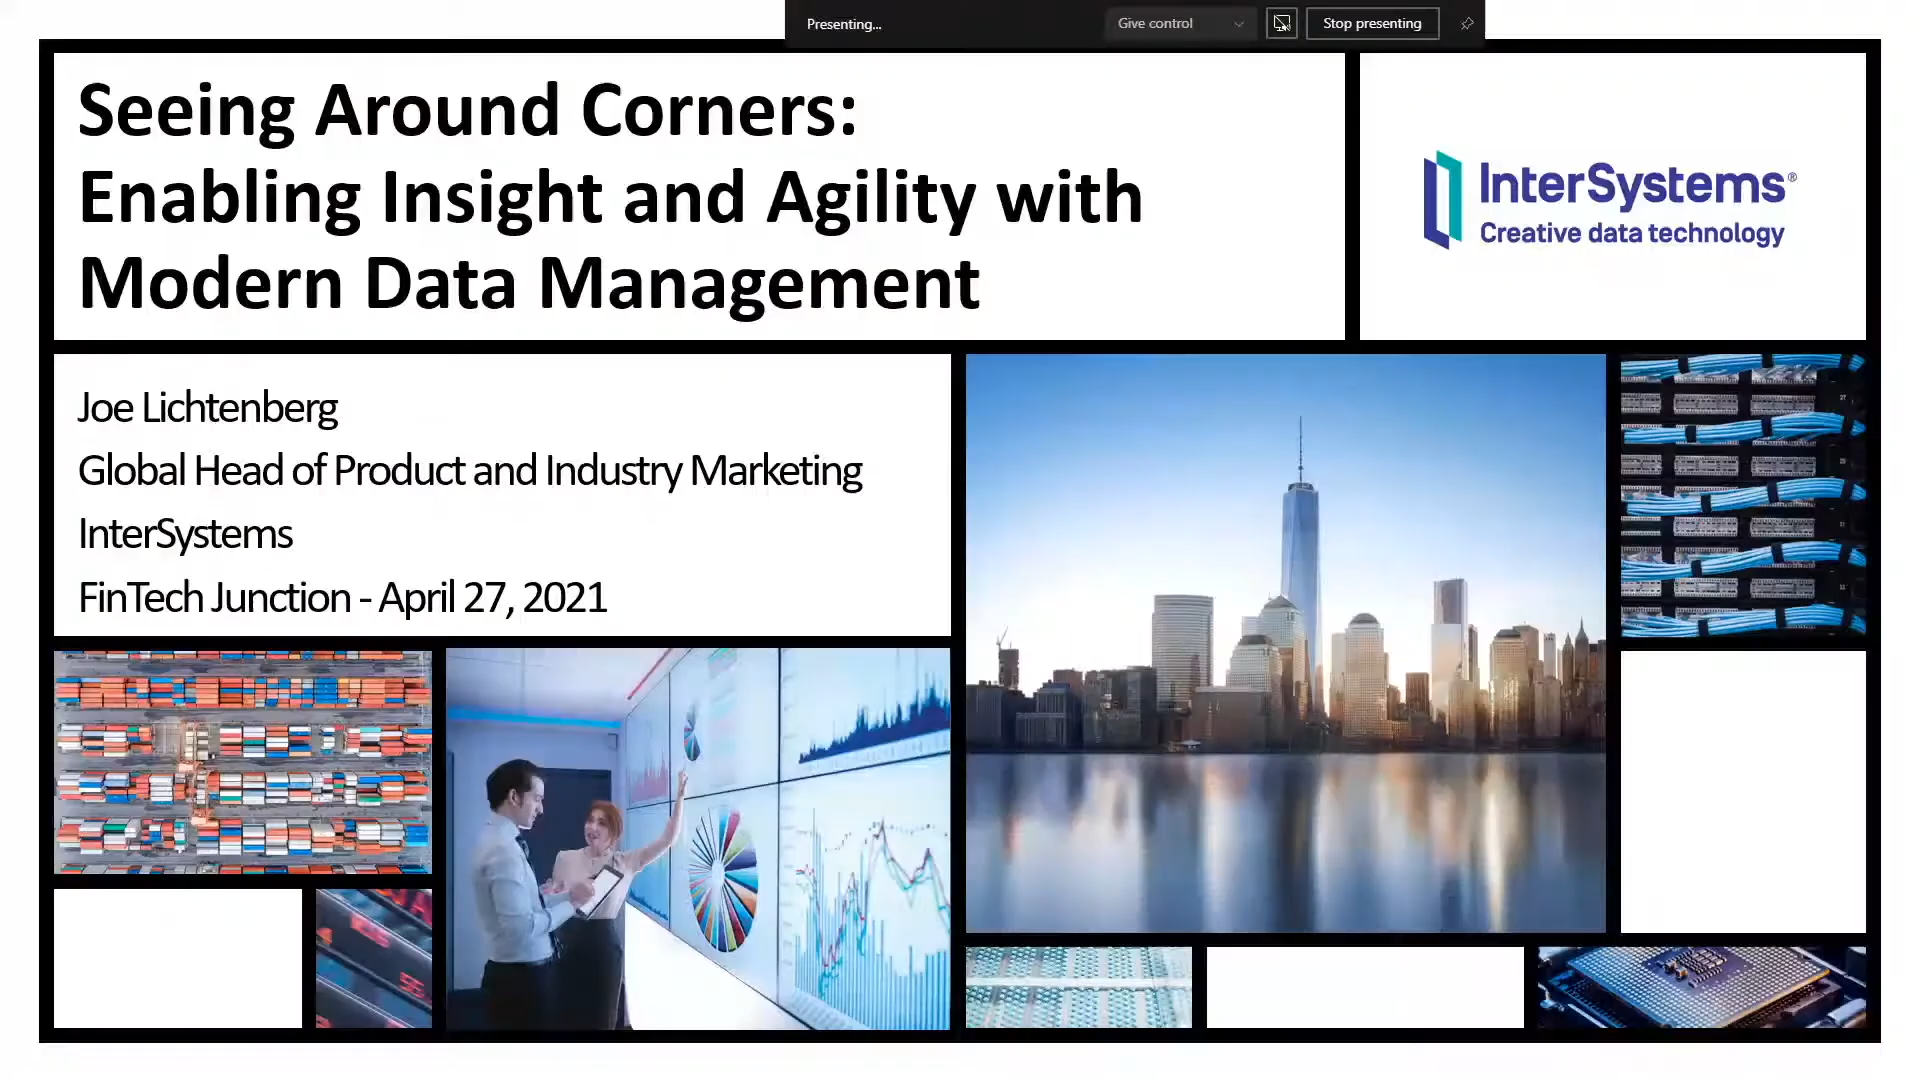 Presenting...
Give control
Stop presenting
Seeing Around Corners:
Enabling Insight and Agility with
Modern Data Management
InterSystems®
Creative data technology
Joe Lichtenberg
Global Head of Product and Industry Marketing
InterSystems
FinTech Junction - April 27, 2021